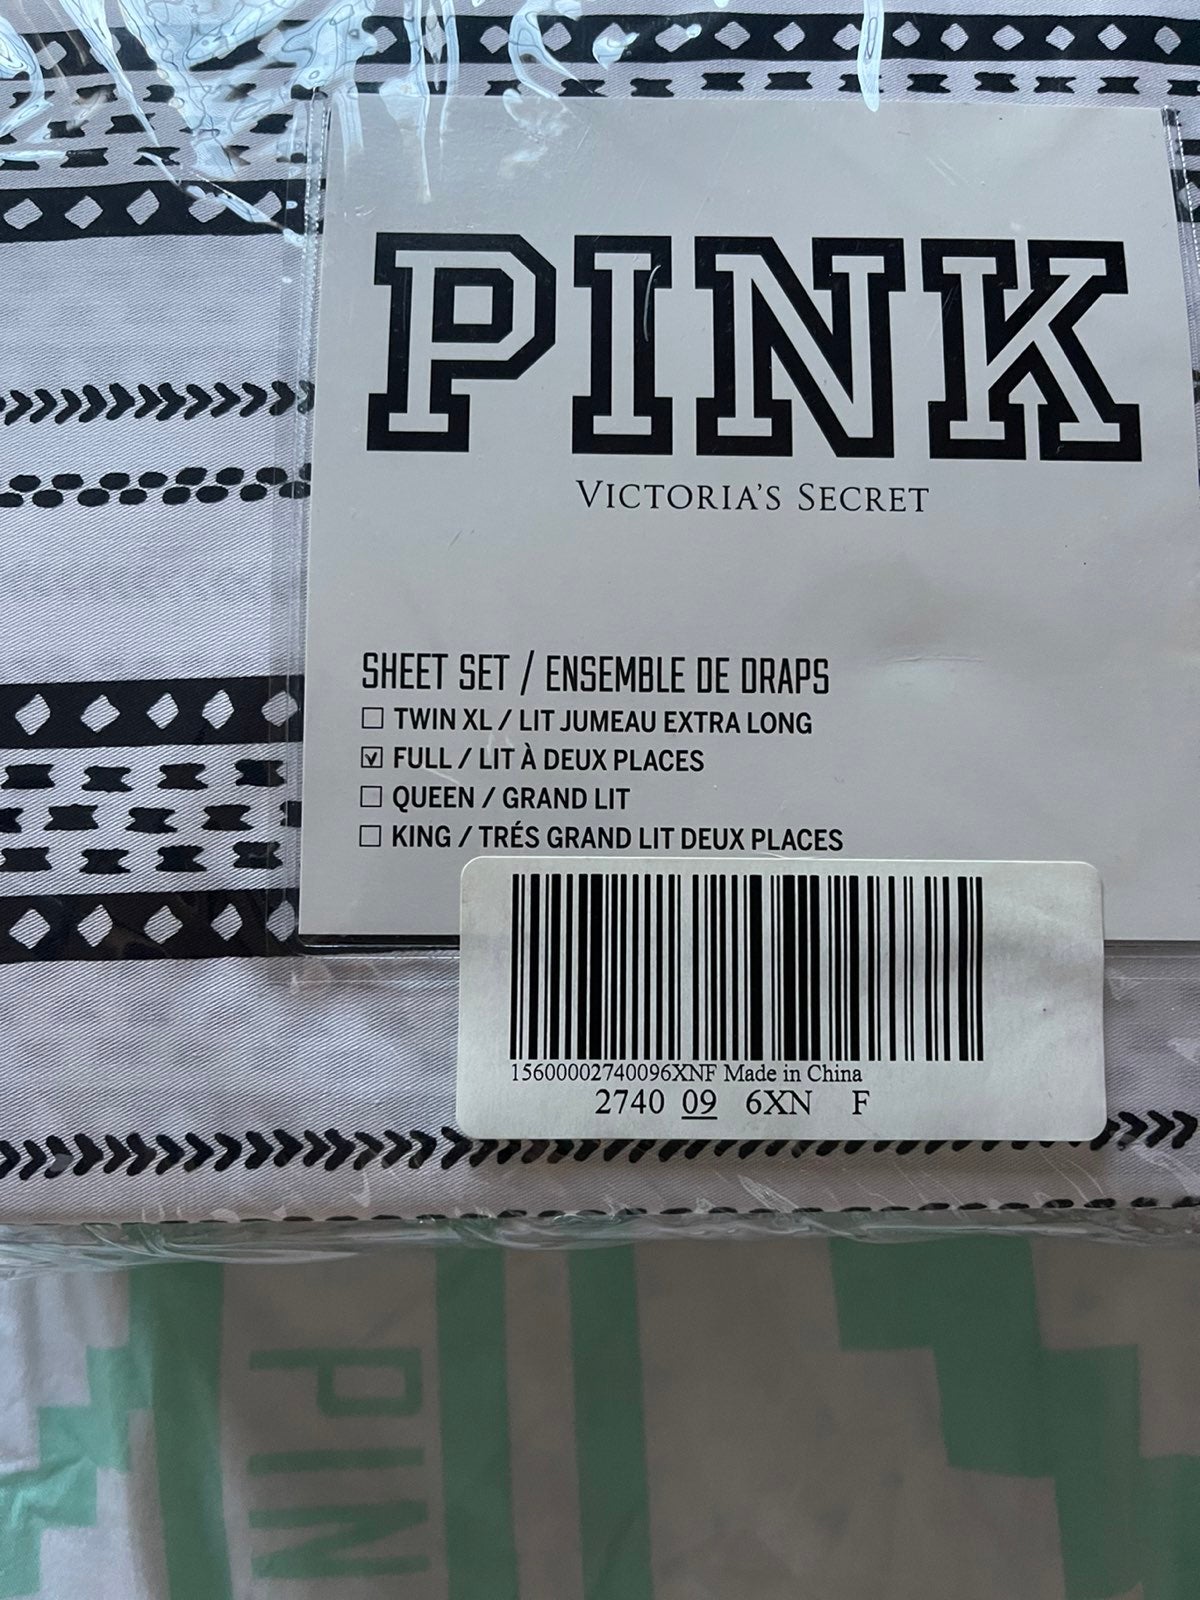 PINK
VICTORIA'S SECRET
SHEET SET / ENSEMBLE DE DRAPS
TWIN XL / LIT JUMEAU EXTRA LONG
FULL / LIT À DEUX PLACES
QUEEN / GRAND LIT
KING / TRÉS GRAND LIT DEUX PLACES
15600002740096XNF Made in China
2740 09 6XN F
PIN